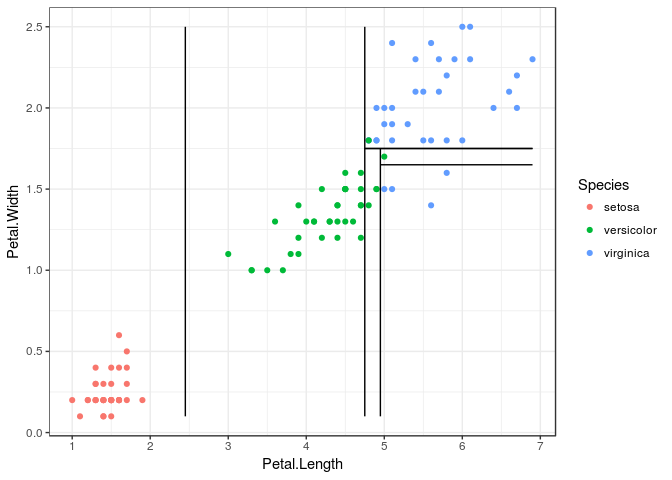 2.5
2.0
1.5
1.0
0.5
0.0
Petal.Width
1 2 3 4 5 6 7
Petal.Length
Species
setosa
versicolor
virginica